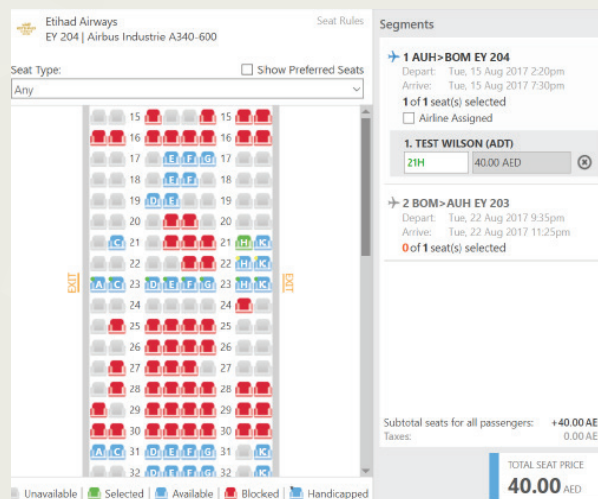 Etihad Airways
EY 204 | Airbus Industrie A340-600
Seat Rules
Seat Type:
Show Preferred Seats
Any
15 15
16 16
17 E F G 17
18 E F 18
19 D E 19
20 20
C 21 21 H K
22 22 H K
A C 23 D E F G 23 H K
24 24
25 25
26 26
27 27
28 28
29 29
30 30
A C 31 D E F G 31 K
32 D E F G 32 K
EXIT
EXIT
Unavailable | Selected | Available | Blocked | Handicapped
Segments
1 AUH>BOM EY 204
Depart: Tue, 15 Aug 2017 2:20pm
Arrive: Tue, 15 Aug 2017 7:30pm
1 of 1 seat(s) selected
Airline Assigned
1. TEST WILSON (ADT)
21H 40.00 AED
2 BOM>AUH EY 203
Depart: Tue, 22 Aug 2017 9:35pm
Arrive: Tue, 22 Aug 2017 11:25pm
0 of 1 seat(s) selected
Subtotal seats for all passengers: +40.00 AE
Taxes: 0.00 AE
TOTAL SEAT PRICE
40.00 AED